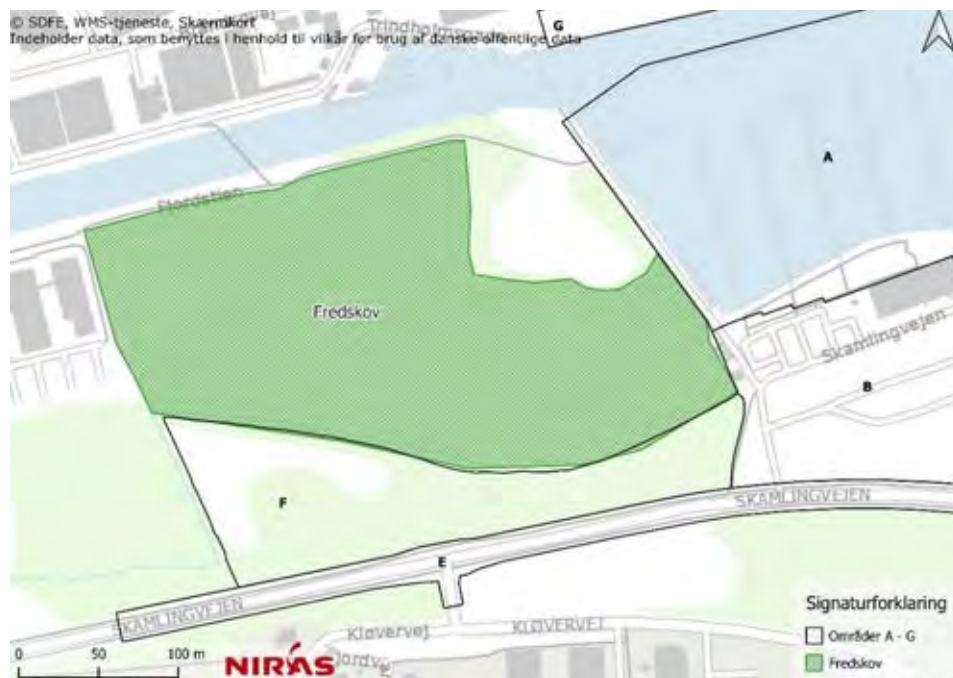 © SDFE, WMS-tjeneste, Skærmkort
Indeholder data, som benyttes i henhold til vilkår for brug af danske offentlige data
G
A
Fjordstien
Fredskov
Skamlingvejen
B
F
SKAMLINGVEJEN
E
SKAMLINGVEJEN
Kløvervej
KLØVERVEJ
Signaturforklaring
Områder A - G
Fredskov
0 50 100 m
NIRAS